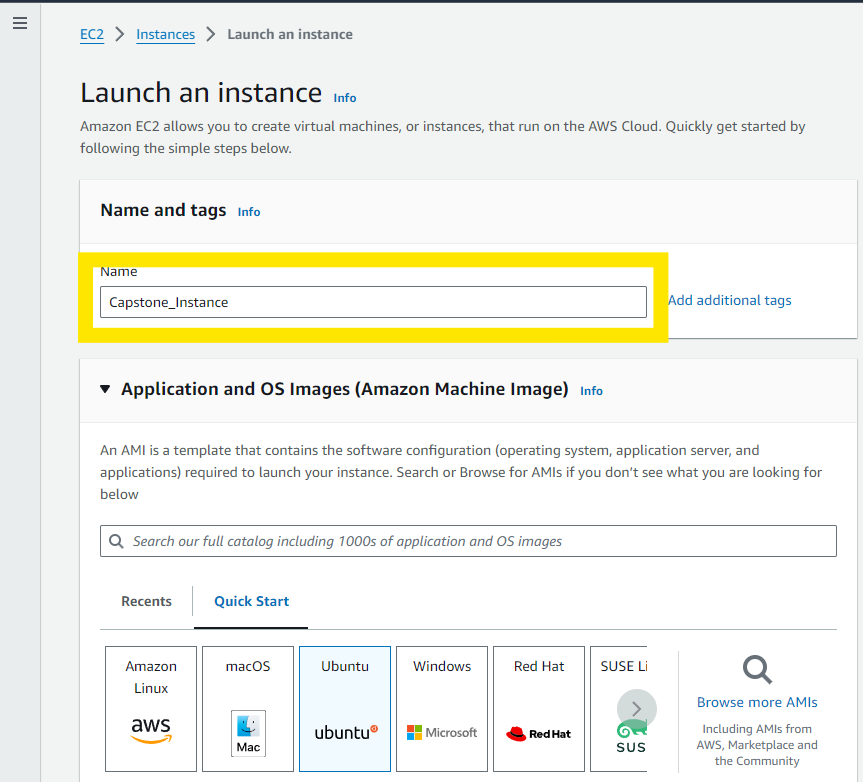 EC2 > Instances > Launch an instance
Launch an instance Info
Amazon EC2 allows you to create virtual machines, or instances, that run on the AWS Cloud. Quickly get started by
following the simple steps below.
Name and tags Info
Name
Capstone_Instance
Add additional tags
Application and OS Images (Amazon Machine Image) Info
An AMI is a template that contains the software configuration (operating system, application server, and
applications) required to launch your instance. Search or Browse for AMIs if you don't see what you are looking for
below
Search our full catalog including 1000s of application and OS images
Recents Quick Start
Amazon Linux
aws
macOS
Mac
Ubuntu
ubuntu
Windows
Microsoft
Red Hat
Red Hat
SUSE Li
SUS
Browse more AMIs
Including AMIs from
AWS, Marketplace and
the Community